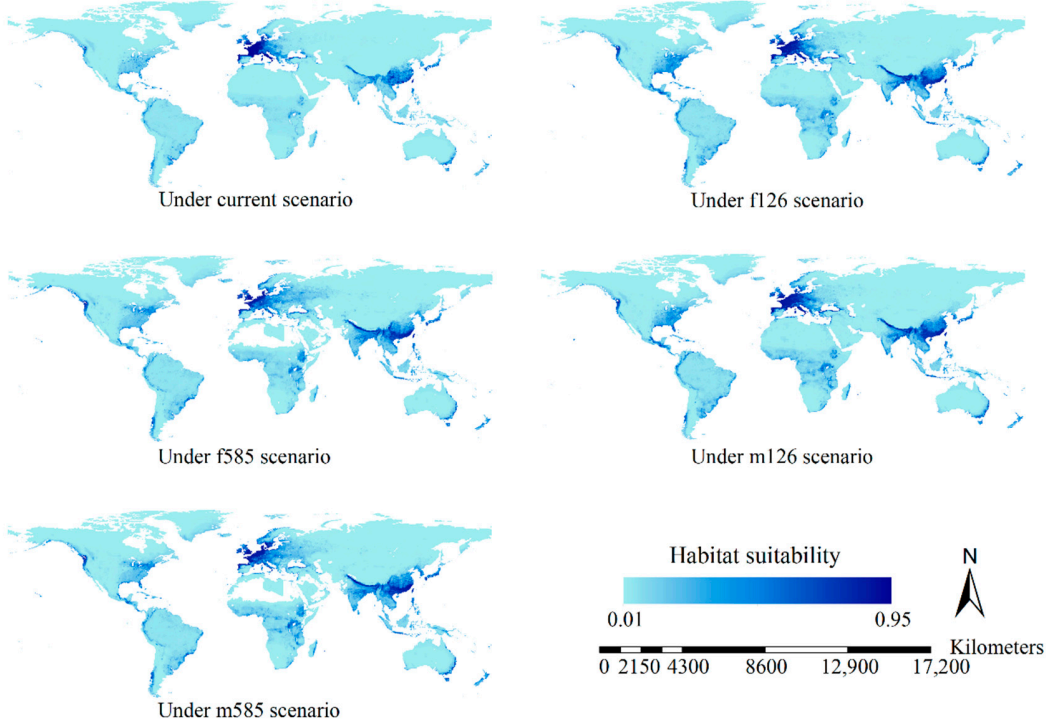 Under current scenario
Under f126 scenario
Under f585 scenario
Under m126 scenario
Under m585 scenario
Habitat suitability
0.01 0.95
N
Kilometers
0 2150 4300 8600 12,900 17,200